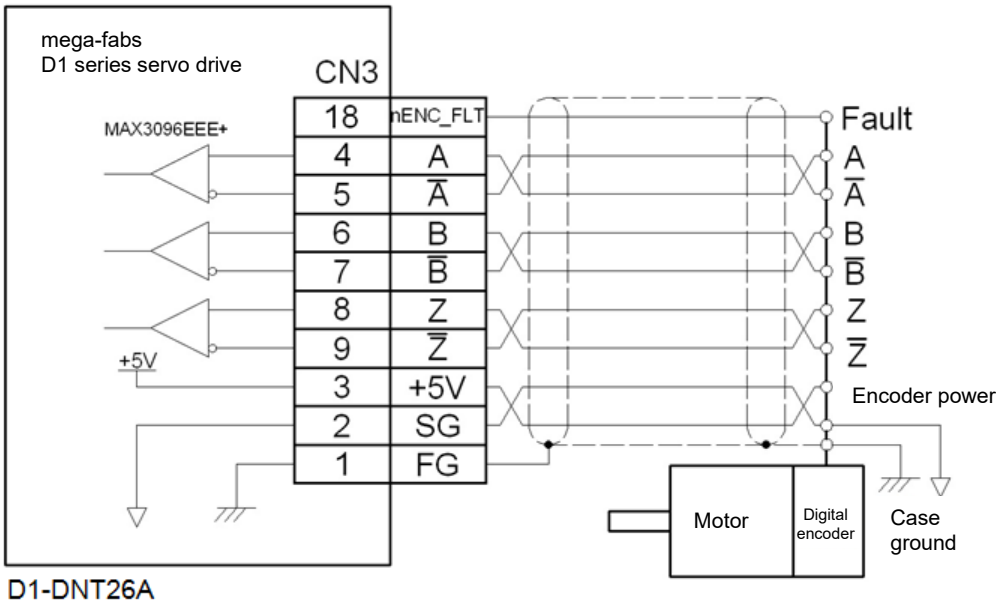 mega-fabs
D1 series servo drive
CN3
MAX3096EEE+
18 nENC_FLT Fault
4 A A
5 A̅ A̅
6 B B
7 B̅ B̅
8 Z Z
9 Z̅ Z̅
+5V
3 +5V Encoder power
2 SG
1 FG
Motor
Digital
encoder
Case
ground
D1-DNT26A